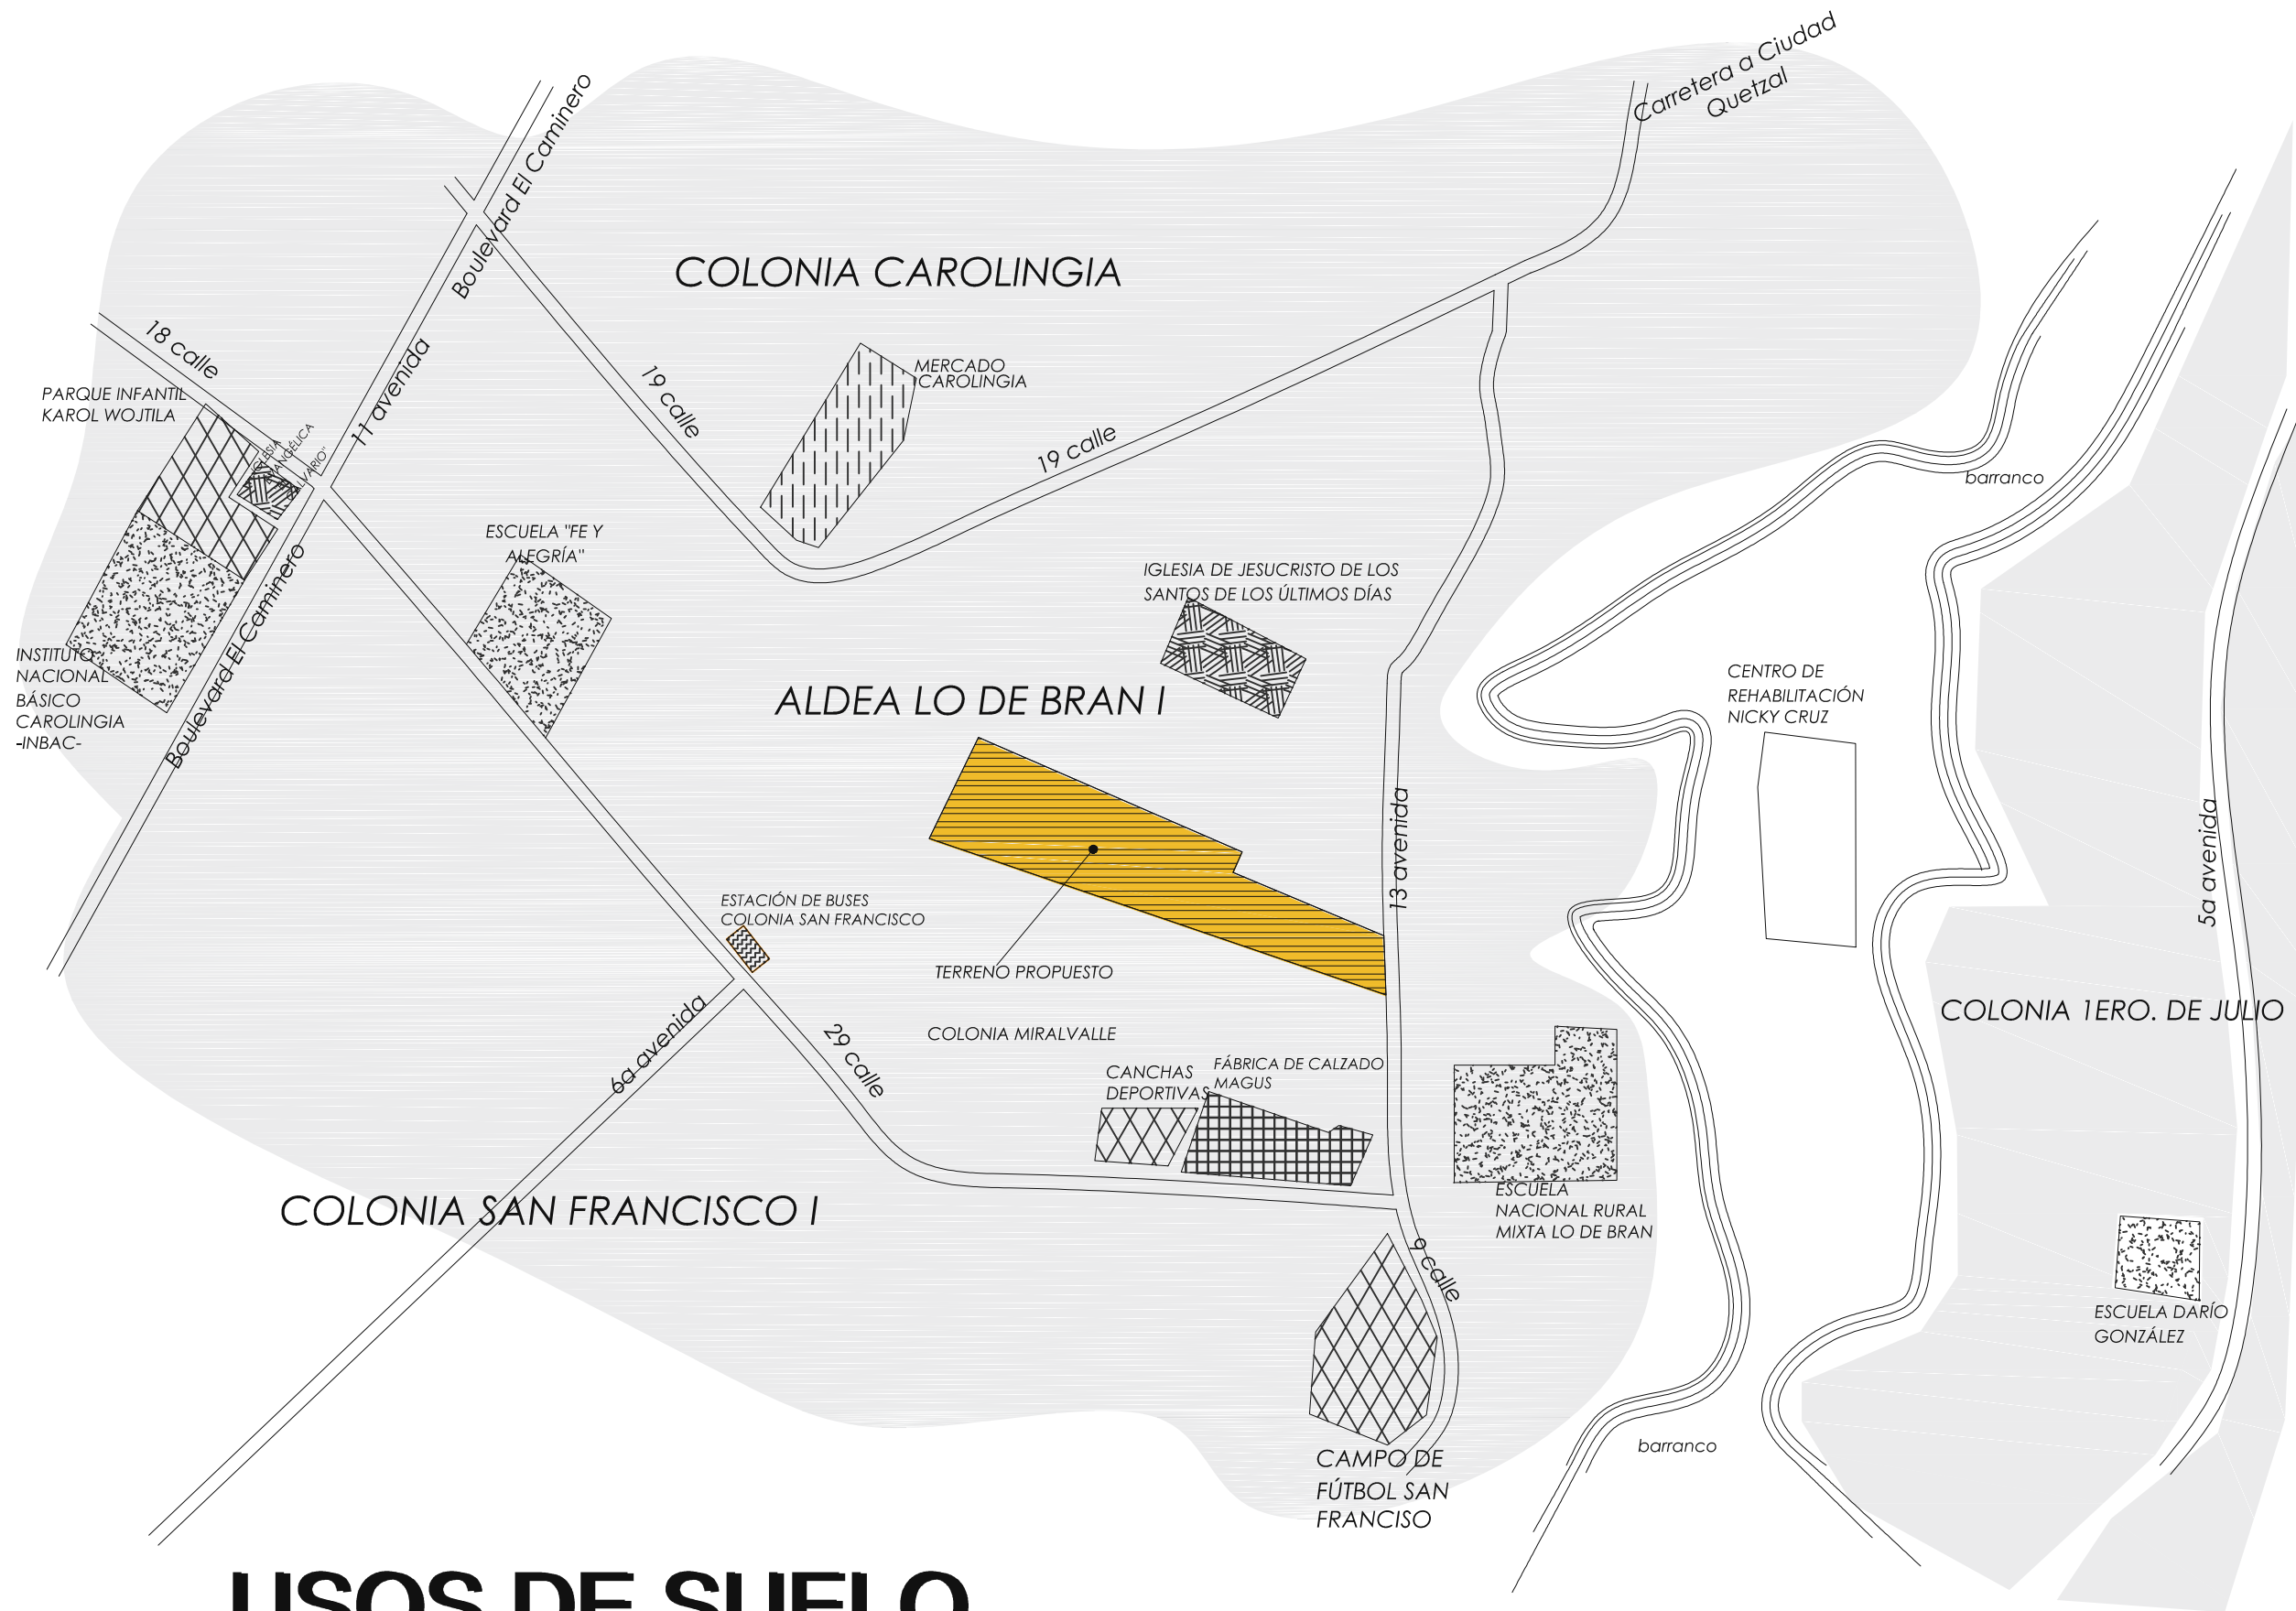 Carretera a Ciudad
Quetzal
Boulevard El Caminero
COLONIA CAROLINGIA
18 calle
11 avenida
19 calle
MERCADO
CAROLINGIA
PARQUE INFANTIL
KAROL WOJTILA
IGLESIA
19 calle
barranco
ESCUELA "FE Y
ALEGRÍA"
IGLESIA DE JESUCRISTO DE LOS
SANTOS DE LOS ÚLTIMOS DÍAS
Boulevard El Caminero
INSTITUTO
NACIONAL
BÁSICO
CAROLINGIA
-INBAC-
ALDEA LO DE BRAN I
CENTRO DE
REHABILITACIÓN
NICKY CRUZ
13 avenida
5a avenida
ESTACIÓN DE BUSES
COLONIA SAN FRANCISCO
TERRENO PROPUESTO
COLONIA 1ERO. DE JULIO
6a avenida
29 calle
COLONIA MIRALVALLE
CANCHAS
DEPORTIVAS
FÁBRICA DE CALZADO
MAGUS
ESCUELA
NACIONAL RURAL
MIXTA LO DE BRAN
COLONIA SAN FRANCISCO I
9 calle
ESCUELA DARÍO
GONZÁLEZ
barranco
CAMPO DE
FÚTBOL SAN
FRANCISO
USOS DE SUELO